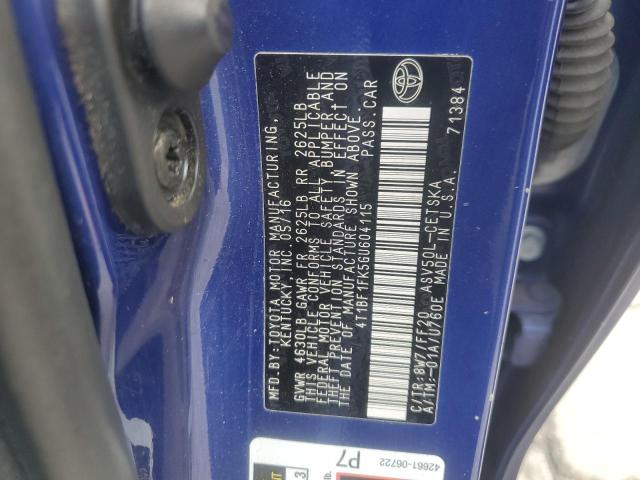 MFD.BY:TOYOTA MOTOR MANUFACTURING,
KENTUCKY,INC. 05/16
GVWR 4630LB GAWR FR 2625LB RR 2625LB
THIS VEHICLE CONFORMS TO ALL APPLICABLE
FEDERAL MOTOR VEHICLE SAFETY, BUMPER,AND
THEFT PREVENTION STANDARDS IN EFFECT ON
THE DATE OF MANUFACTURE SHOWN ABOVE.
4T1BF1FK5GU604115 PASS.CAR
C/TR:8W7/FF20 ASV50L-CETSKA
A/TM:-01A/U760E MADE IN U.S.A.
71384
42661-06722
P7
3